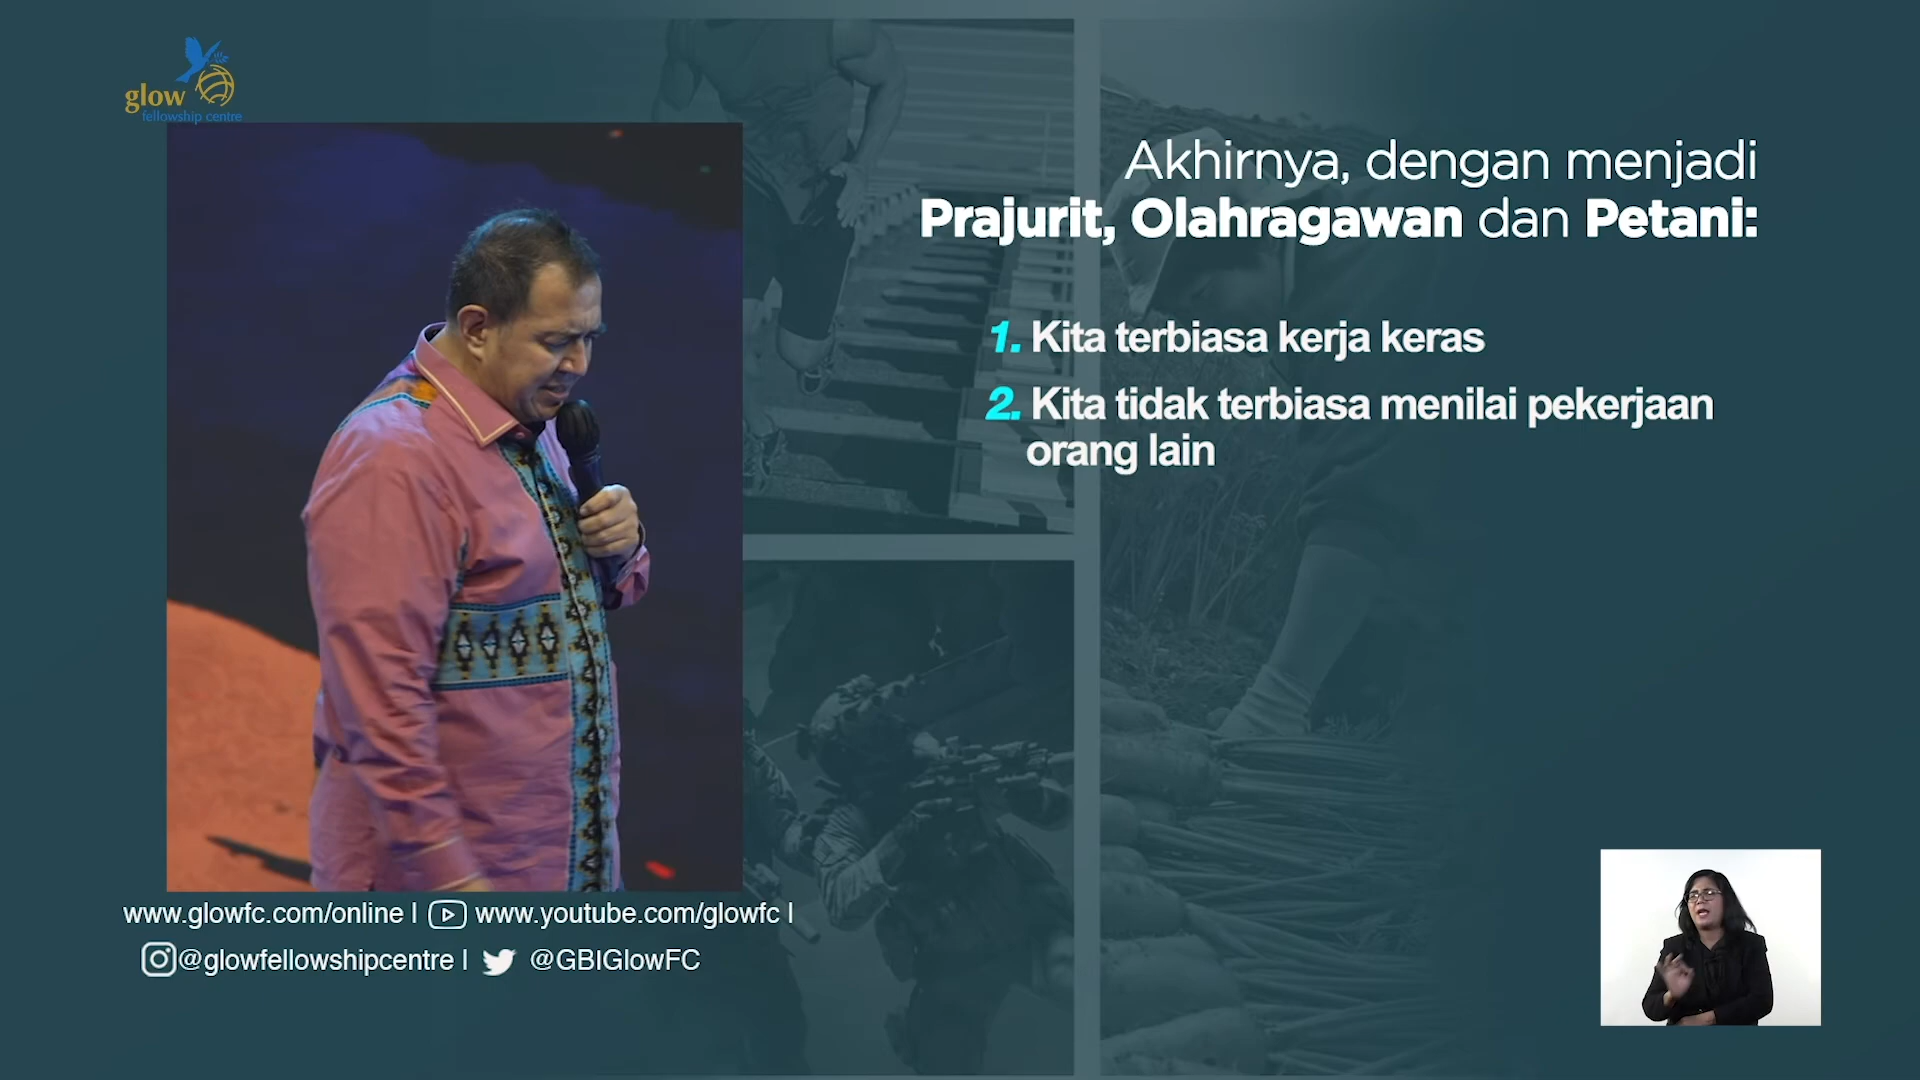 glow
fellowship centre
Akhirnya, dengan menjadi
Prajurit, Olahragawan dan Petani:
1. Kita terbiasa kerja keras
2. Kita tidak terbiasa menilai pekerjaan
orang lain
www.glowfc.com/online | www.youtube.com/glowfc |
@glowfellowshipcentre | @GBIGlowFC